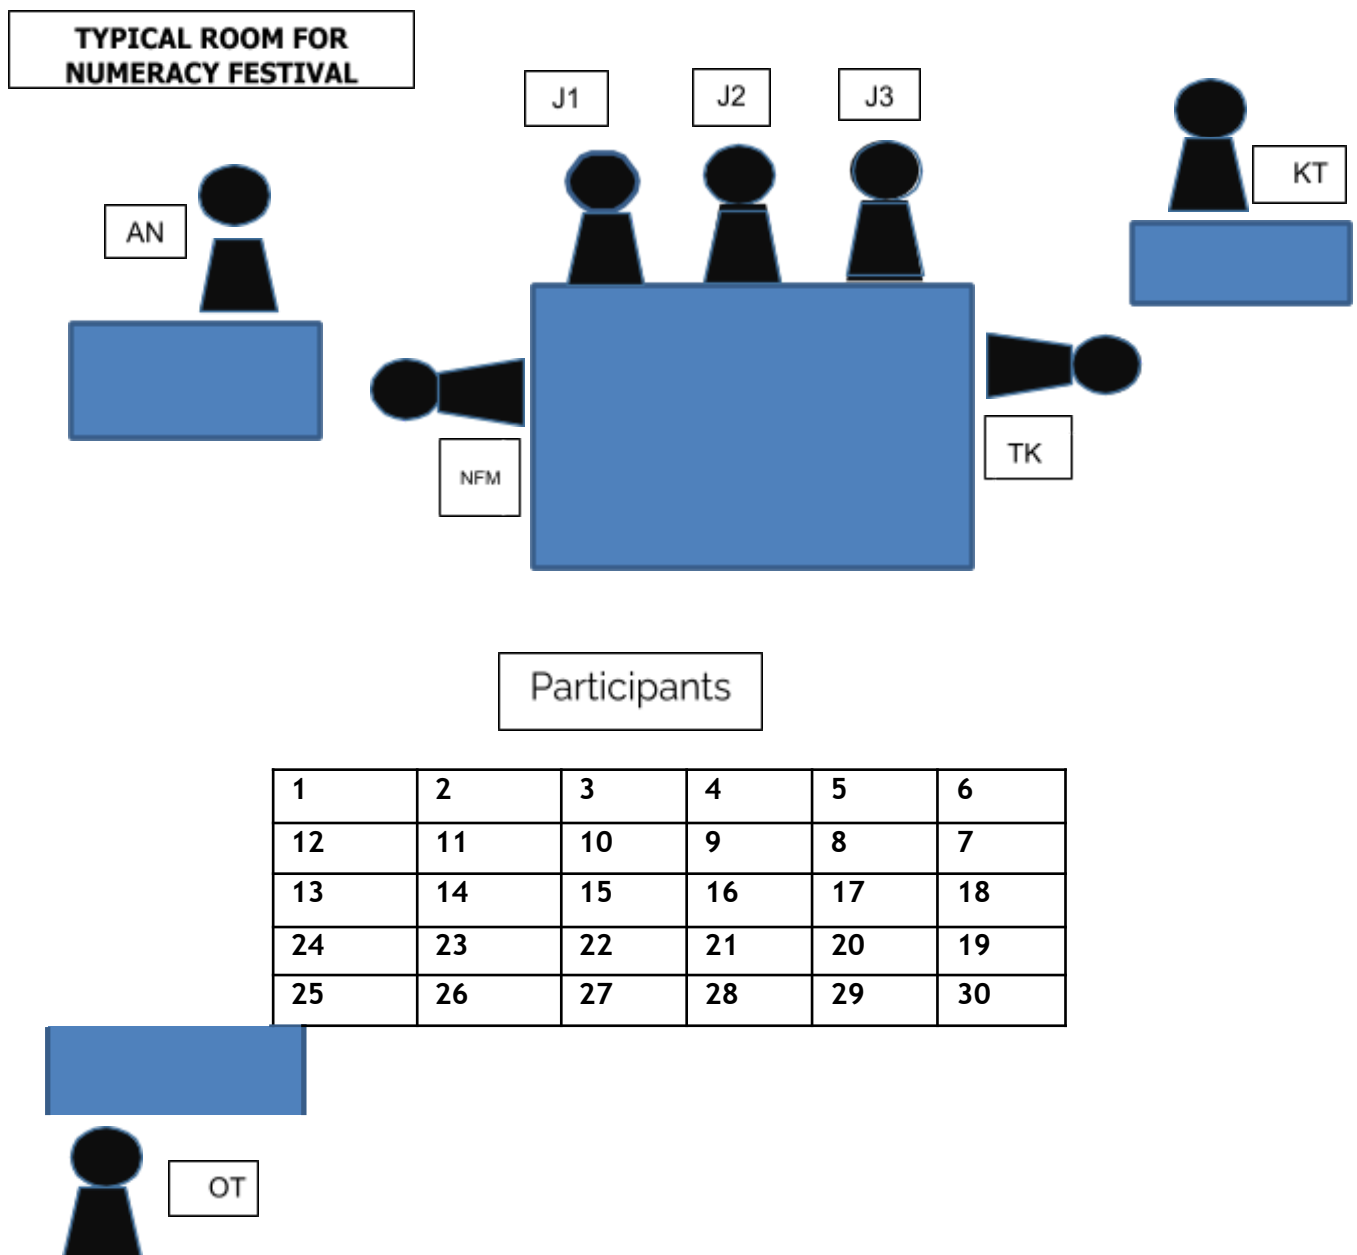 TYPICAL ROOM FOR
NUMERACY FESTIVAL
J1
J2
J3
KT
AN
NFM
TK
Participants
1 2 3 4 5 6
12 11 10 9 8 7
13 14 15 16 17 18
24 23 22 21 20 19
25 26 27 28 29 30
OT